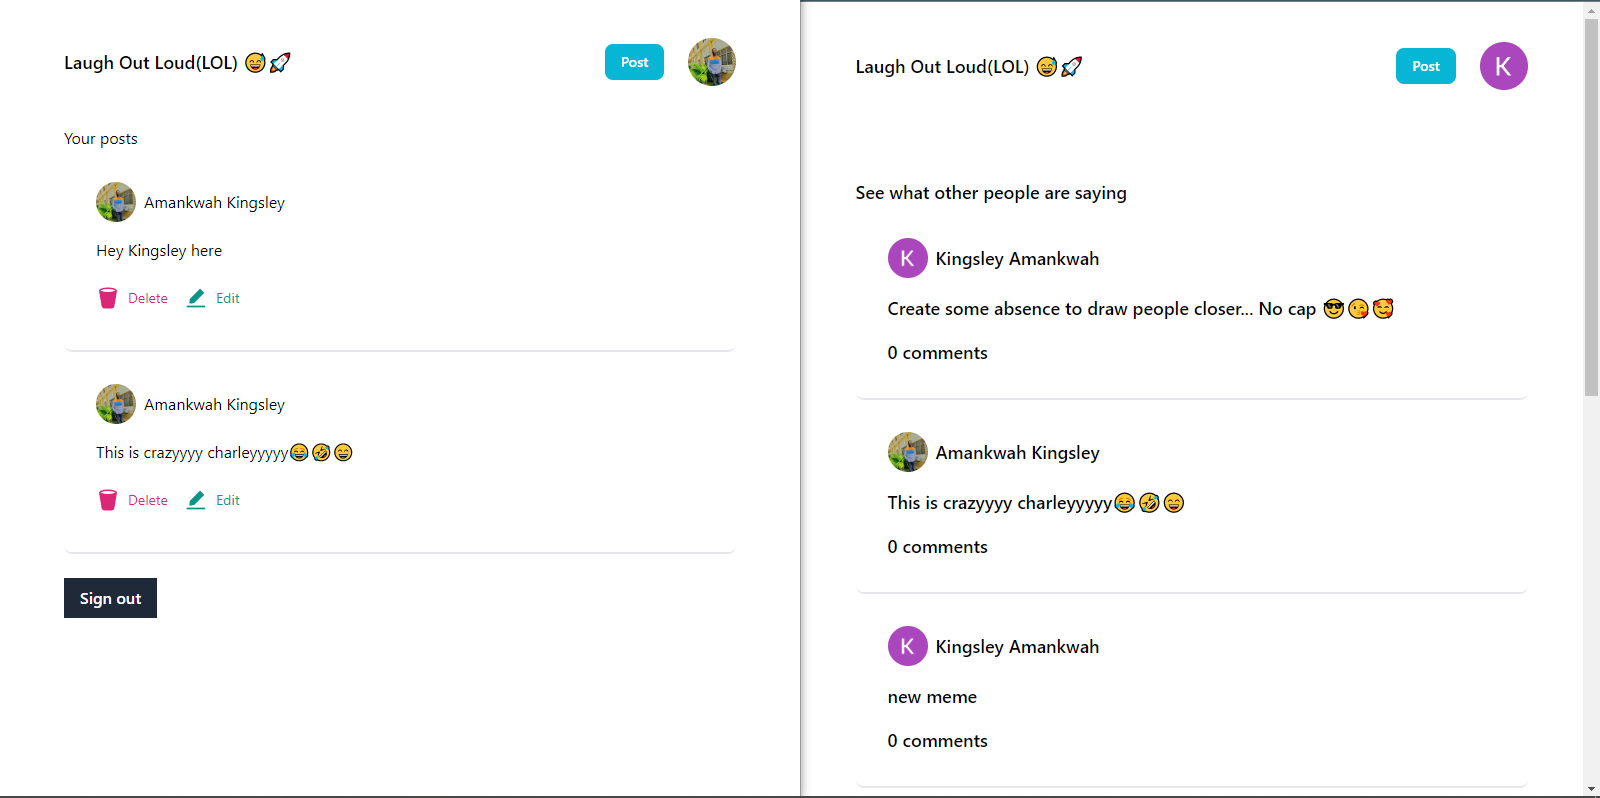 Laugh Out Loud(LOL) 😅🚀
Post
Your posts
Amankwah Kingsley
Hey Kingsley here
Delete Edit
Amankwah Kingsley
This is crazyyyy charleyyyyy😂🤣😄
Delete Edit
Sign out
Laugh Out Loud(LOL) 😅🚀
Post
K
See what other people are saying
K Kingsley Amankwah
Create some absence to draw people closer... No cap 😎😘🥰
0 comments
Amankwah Kingsley
This is crazyyyy charleyyyyy😂🤣😄
0 comments
K Kingsley Amankwah
new meme
0 comments